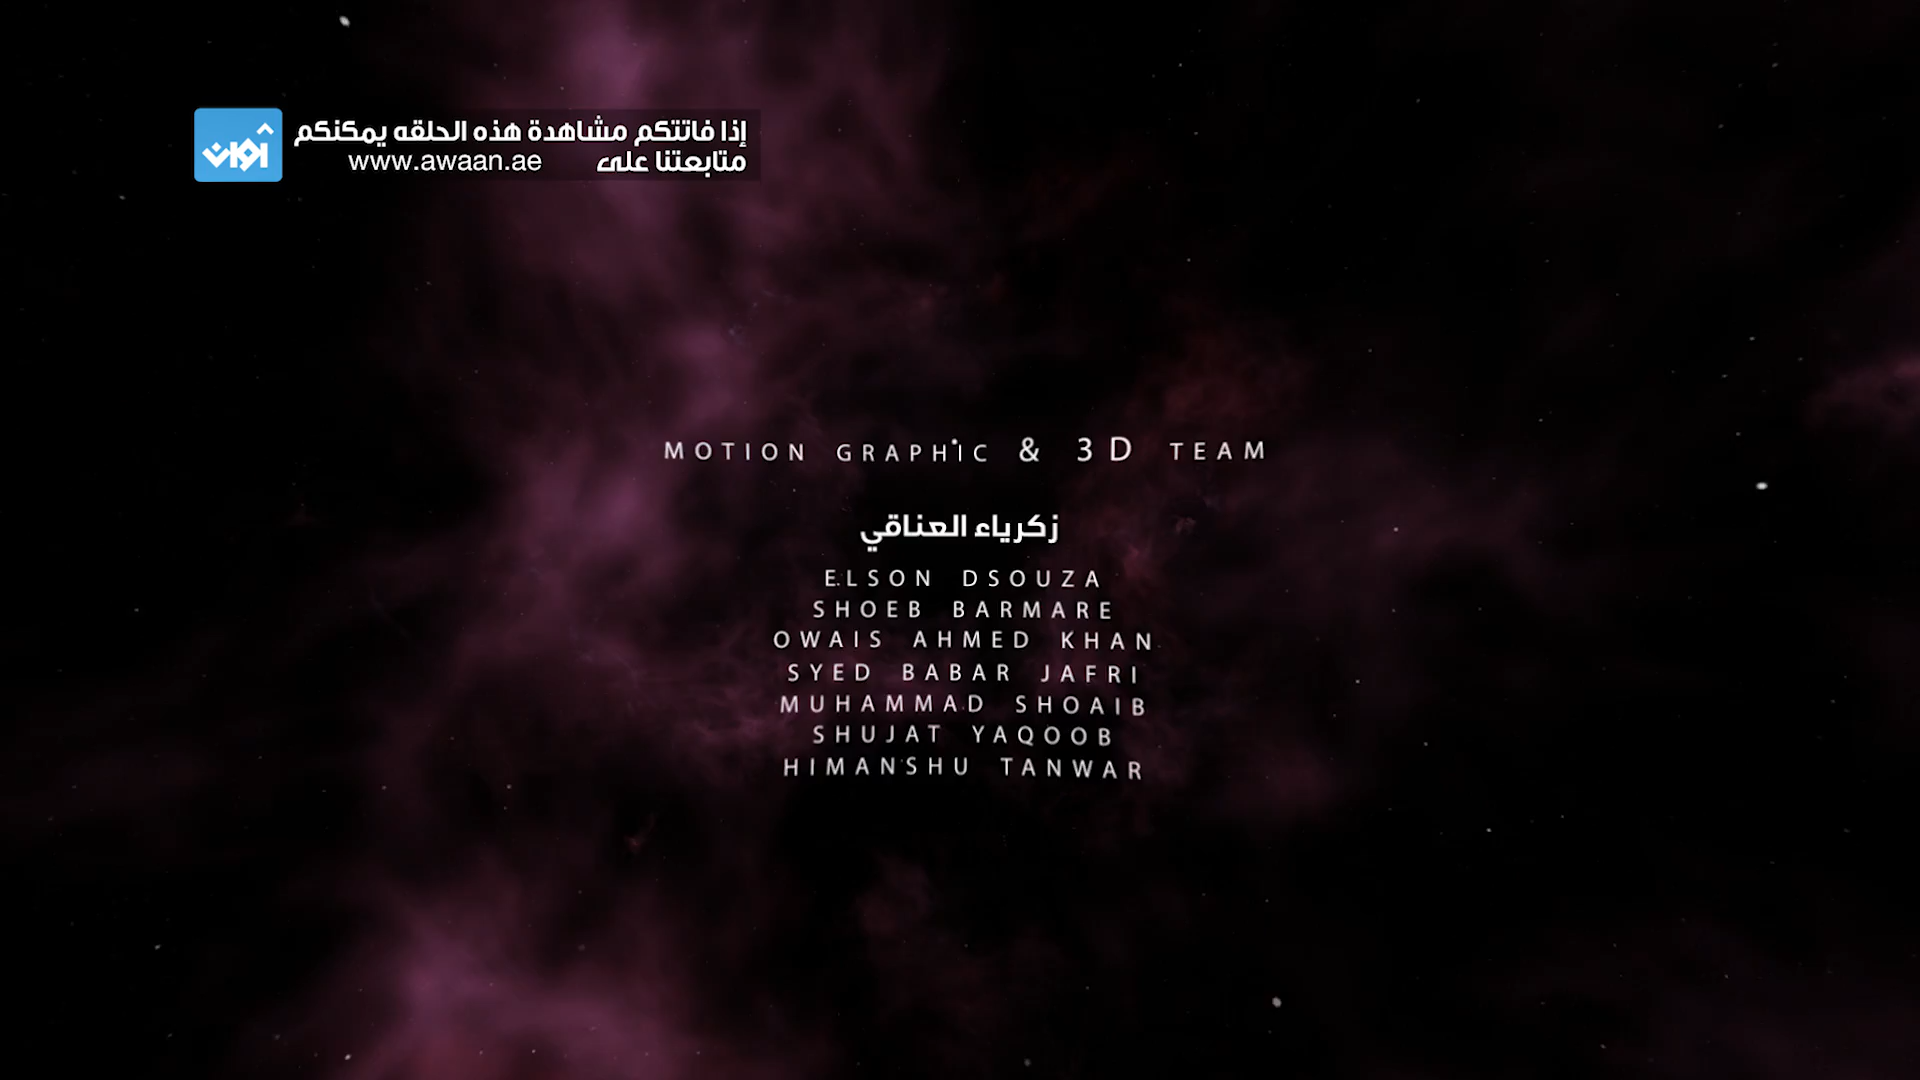 أوان
إذا فاتتكم مشاهدة هذه الحلقه يمكنكم
متابعتنا على www.awaan.ae
MOTION GRAPHIC & 3D TEAM
زكرياء العناقي
ELSON DSOUZA
SHOEB BARMARE
OWAIS AHMED KHAN
SYED BABAR JAFRI
MUHAMMAD SHOAIB
SHUJAT YAQOOB
HIMANSHU TANWAR